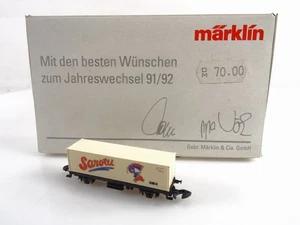 märklin
Mit den besten Wünschen
zum Jahreswechsel 91/92
70.00
Gebr. Märklin & Cie. GmbH
Sarotti